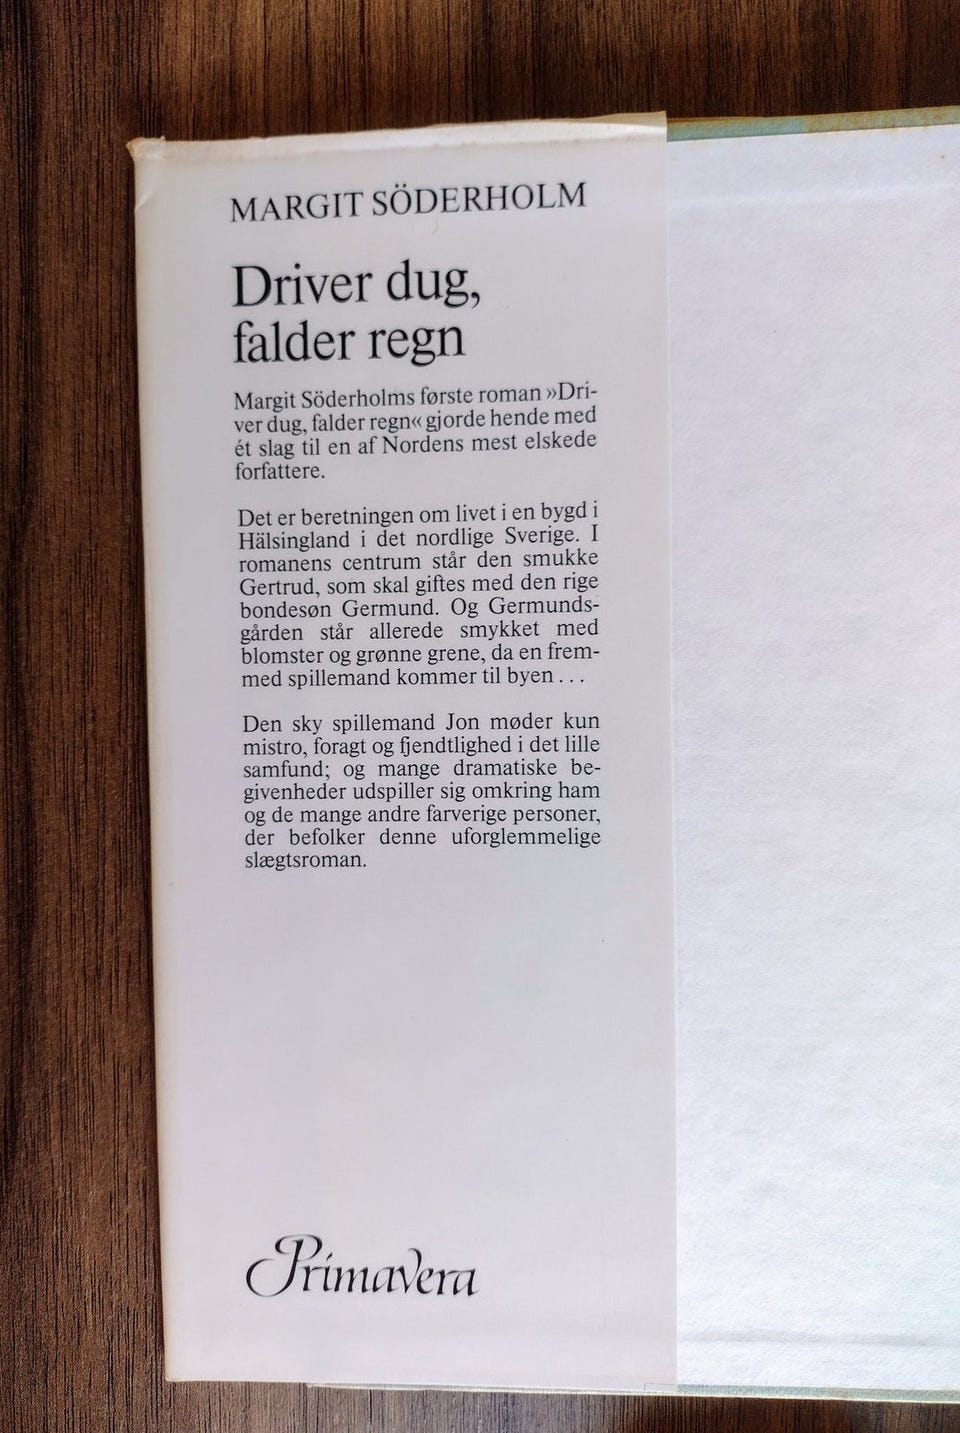 MARGIT SÖDERHOLM
Driver dug,
falder regn
Margit Söderholms første roman »Dri-
ver dug, falder regn« gjorde hende med
ét slag til en af Nordens mest elskede
forfattere.
Det er beretningen om livet i en bygd i
Hälsingland i det nordlige Sverige. I
romanens centrum står den smukke
Gertrud, som skal giftes med den rige
bondesøn Germund. Og Germunds-
gården står allerede smykket med
blomster og grønne grene, da en frem-
med spillemand kommer til byen . . .
Den sky spillemand Jon møder kun
mistro, foragt og fjendtlighed i det lille
samfund; og mange dramatiske be-
givenheder udspiller sig omkring ham
og de mange andre farverige personer,
der befolker denne uforglemmelige
slægtsroman.
Primavera